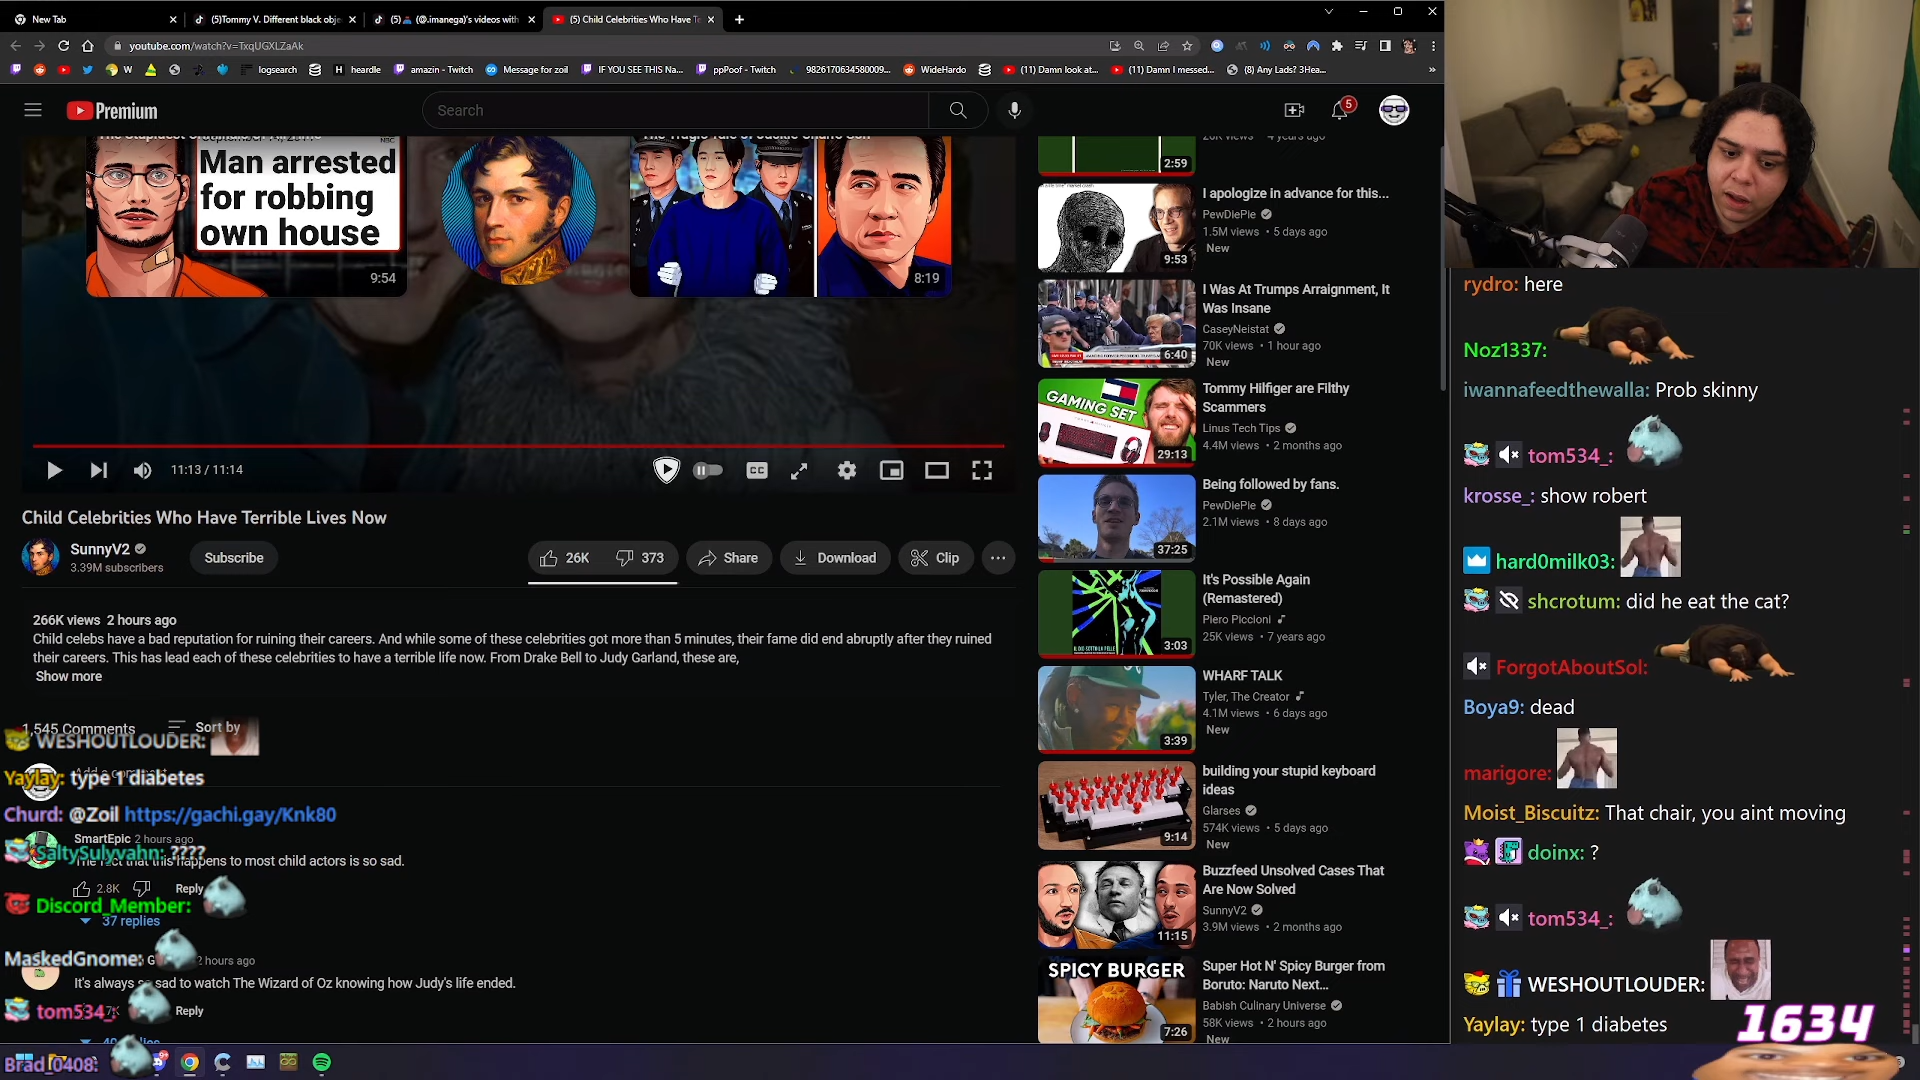 New Tab
(5)Tommy V. Different black obje
(5) (@.imanega)'s videos with
(5) Child Celebrities Who Have Te
youtube.com/watch?v=TxqUGXLZaAk
W
logsearch
heardle
amazin - Twitch
Message for zoil
IF YOU SEE THIS Na...
ppPoof - Twitch
9826170634580009...
WideHardo
(11) Damn look at...
(11) Damn I messed...
(8) Any Lads? 3Hea...
Premium
Search
5
Man arrested
for robbing
own house
9:54
8:19
11:13 / 11:14
CC
Child Celebrities Who Have Terrible Lives Now
SunnyV2
3.39M subscribers
Subscribe
26K
373
Share
Download
Clip
266K views 2 hours ago
Child celebs have a bad reputation for ruining their careers. And while some of these celebrities got more than 5 minutes, their fame did end abruptly after they ruined
their careers. This has lead each of these celebrities to have a terrible life now. From Drake Bell to Judy Garland, these are,
Show more
1,545 Comments
Sort by
WESHOUTLOUDER:
Yaylay: type 1 diabetes
Churd: @Zoil https://gachi.gay/Knk80
SmartEpic 2 hours ago
SaltySulyvahn: ????
The fact that this happens to most child actors is so sad.
2.8K
Reply
Discord_Member:
37 replies
MaskedGnome:
2 hours ago
It's always so sad to watch The Wizard of Oz knowing how Judy's life ended.
tom534_:
Reply
Brad_0408:
2:59
I apologize in advance for this...
PewDiePie
1.5M views • 5 days ago
New
9:53
I Was At Trumps Arraignment, It
Was Insane
CaseyNeistat
70K views • 1 hour ago
New
6:40
Tommy Hilfiger are Filthy
Scammers
Linus Tech Tips
4.4M views • 2 months ago
GAMING SET
29:13
Being followed by fans.
PewDiePie
2.1M views • 8 days ago
37:25
It's Possible Again
(Remastered)
Piero Piccioni
25K views • 7 years ago
3:03
WHARF TALK
Tyler, The Creator
4.1M views • 6 days ago
New
3:39
building your stupid keyboard
ideas
Glarses
574K views • 5 days ago
New
9:14
Buzzfeed Unsolved Cases That
Are Now Solved
SunnyV2
3.9M views • 2 months ago
11:15
SPICY BURGER
Super Hot N' Spicy Burger from
Boruto: Naruto Next...
Babish Culinary Universe
58K views • 2 hours ago
New
7:26
rydro: here
Noz1337:
iwannafeedthewalla: Prob skinny
tom534_:
krosse_: show robert
hard0milk03:
shcrotum: did he eat the cat?
ForgotAboutSol:
Boya9: dead
marigore:
Moist_Biscuitz: That chair, you aint moving
doinx: ?
tom534_:
WESHOUTLOUDER:
Yaylay: type 1 diabetes
1634